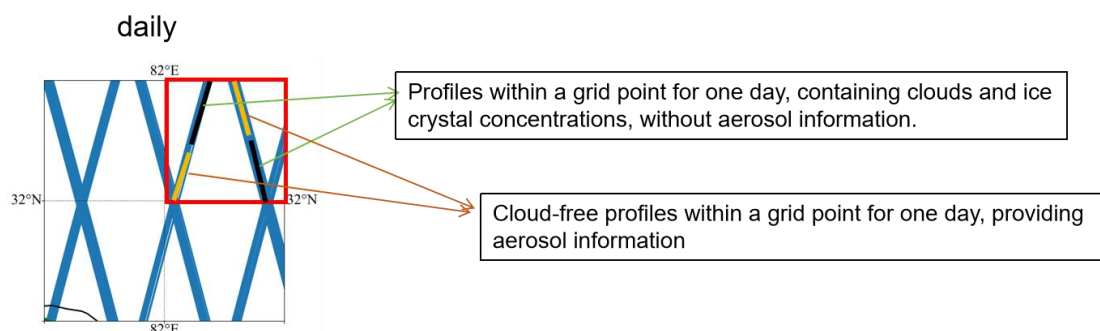 daily
82°E
Profiles within a grid point for one day, containing clouds and ice
crystal concentrations, without aerosol information.
32°N
32°N
Cloud-free profiles within a grid point for one day, providing
aerosol information
82°E